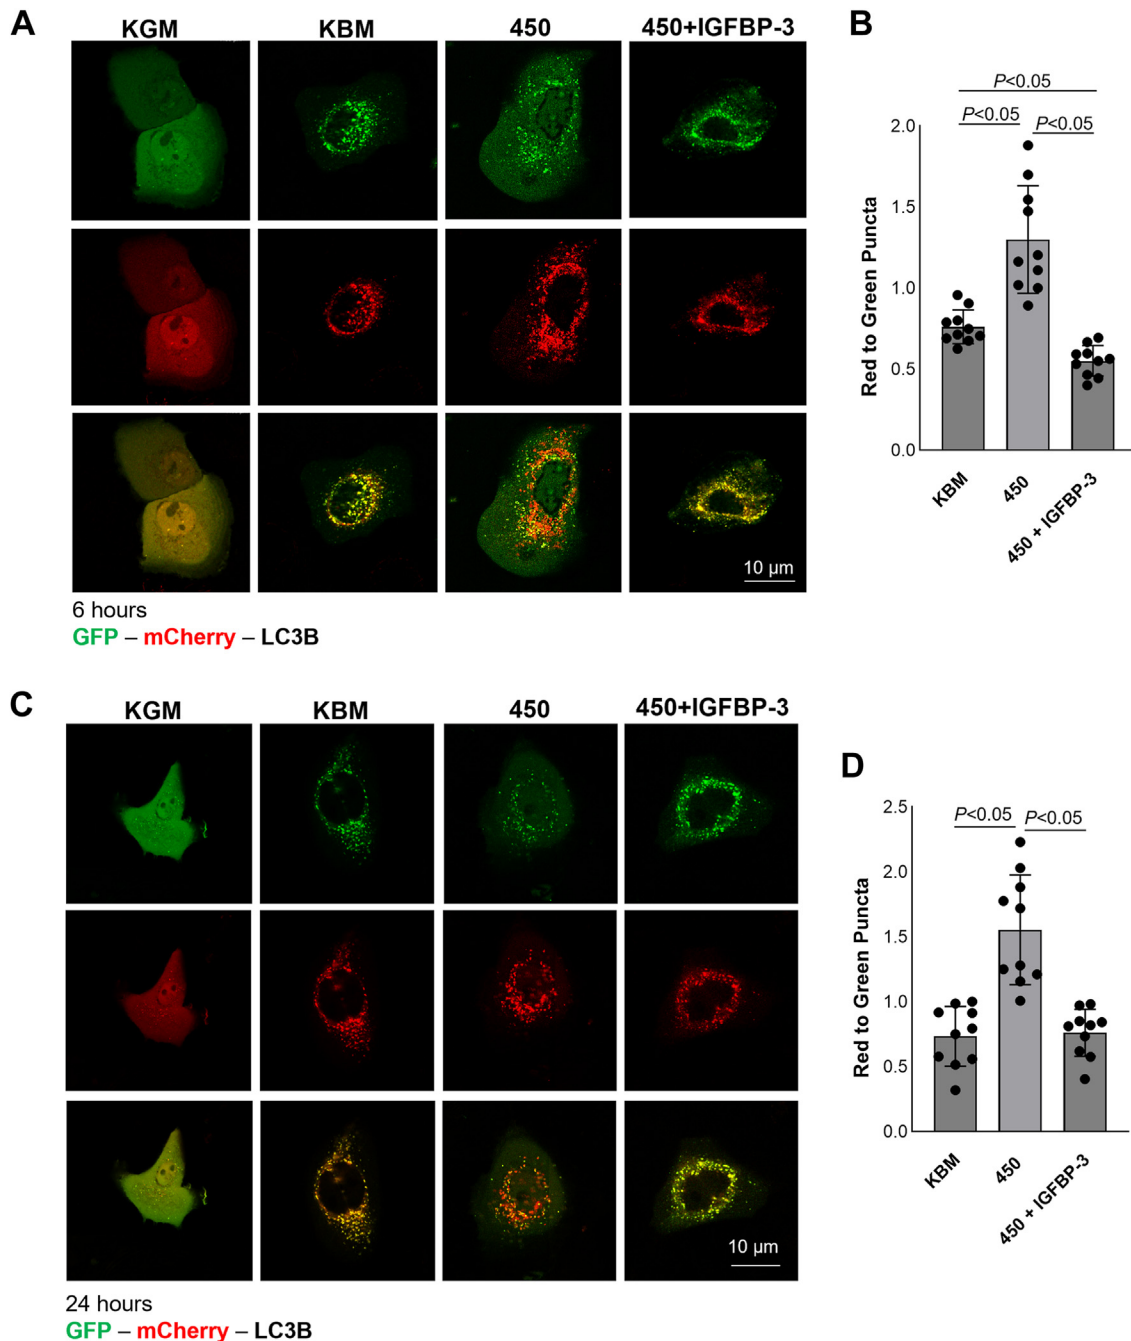 A
KGM KBM 450 450+IGFBP-3
10 µm
6 hours
GFP – mCherry – LC3B
B
P<0.05
P<0.05 P<0.05
Red to Green Puncta
2.0
1.5
1.0
0.5
0.0
KBM
450
450 + IGFBP-3
C
KGM KBM 450 450+IGFBP-3
10 µm
24 hours
GFP – mCherry – LC3B
D
P<0.05 P<0.05
Red to Green Puncta
2.5
2.0
1.5
1.0
0.5
0.0
KBM
450
450 + IGFBP-3